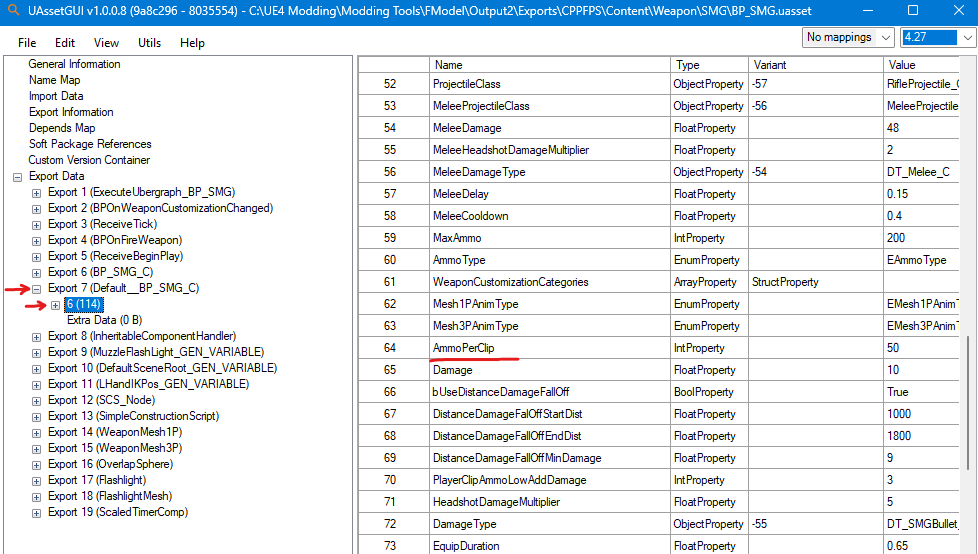 UAssetGUI v1.0.0.8 (9a8c296 - 8035554) - C:\UE4 Modding\Modding Tools\FModel\Output2\Exports\CPPFPS\Content\Weapon\SMG\BP_SMG.uasset
File Edit View Utils Help No mappings 4.27
General Information
Name Map
Import Data
Export Information
Depends Map
Soft Package References
Custom Version Container
Export Data
Export 1 (ExecuteUbergraph_BP_SMG)
Export 2 (BPOnWeaponCustomizationChanged)
Export 3 (ReceiveTick)
Export 4 (BPOnFireWeapon)
Export 5 (ReceiveBeginPlay)
Export 6 (BP_SMG_C)
Export 7 (Default__BP_SMG_C)
6 (114)
Extra Data (0 B)
Export 8 (InheritableComponentHandler)
Export 9 (MuzzleFlashLight_GEN_VARIABLE)
Export 10 (DefaultSceneRoot_GEN_VARIABLE)
Export 11 (LHandIKPos_GEN_VARIABLE)
Export 12 (SCS_Node)
Export 13 (SimpleConstructionScript)
Export 14 (WeaponMesh1P)
Export 15 (WeaponMesh3P)
Export 16 (OverlapSphere)
Export 17 (Flashlight)
Export 18 (FlashlightMesh)
Export 19 (ScaledTimerComp)
Name Type Variant Value
52 ProjectileClass ObjectProperty -57 RifleProjectile_C
53 MeleeProjectileClass ObjectProperty -56 MeleeProjectile
54 MeleeDamage FloatProperty 48
55 MeleeHeadshotDamageMultiplier FloatProperty 2
56 MeleeDamageType ObjectProperty -54 DT_Melee_C
57 MeleeDelay FloatProperty 0.15
58 MeleeCooldown FloatProperty 0.4
59 MaxAmmo IntProperty 200
60 AmmoType EnumProperty EAmmoType
61 WeaponCustomizationCategories ArrayProperty StructProperty
62 Mesh1PAnimType EnumProperty EMesh1PAnimT
63 Mesh3PAnimType EnumProperty EMesh3PAnimT
64 AmmoPerClip IntProperty 50
65 Damage FloatProperty 10
66 bUseDistanceDamageFallOff BoolProperty True
67 DistanceDamageFalOffStartDist FloatProperty 1000
68 DistanceDamageFallOffEndDist FloatProperty 1800
69 DistanceDamageFallOffMinDamage FloatProperty 9
70 PlayerClipAmmoLowAddDamage IntProperty 3
71 HeadshotDamageMultiplier FloatProperty 5
72 DamageType ObjectProperty -55 DT_SMGBullet_
73 EquipDuration FloatProperty 0.65